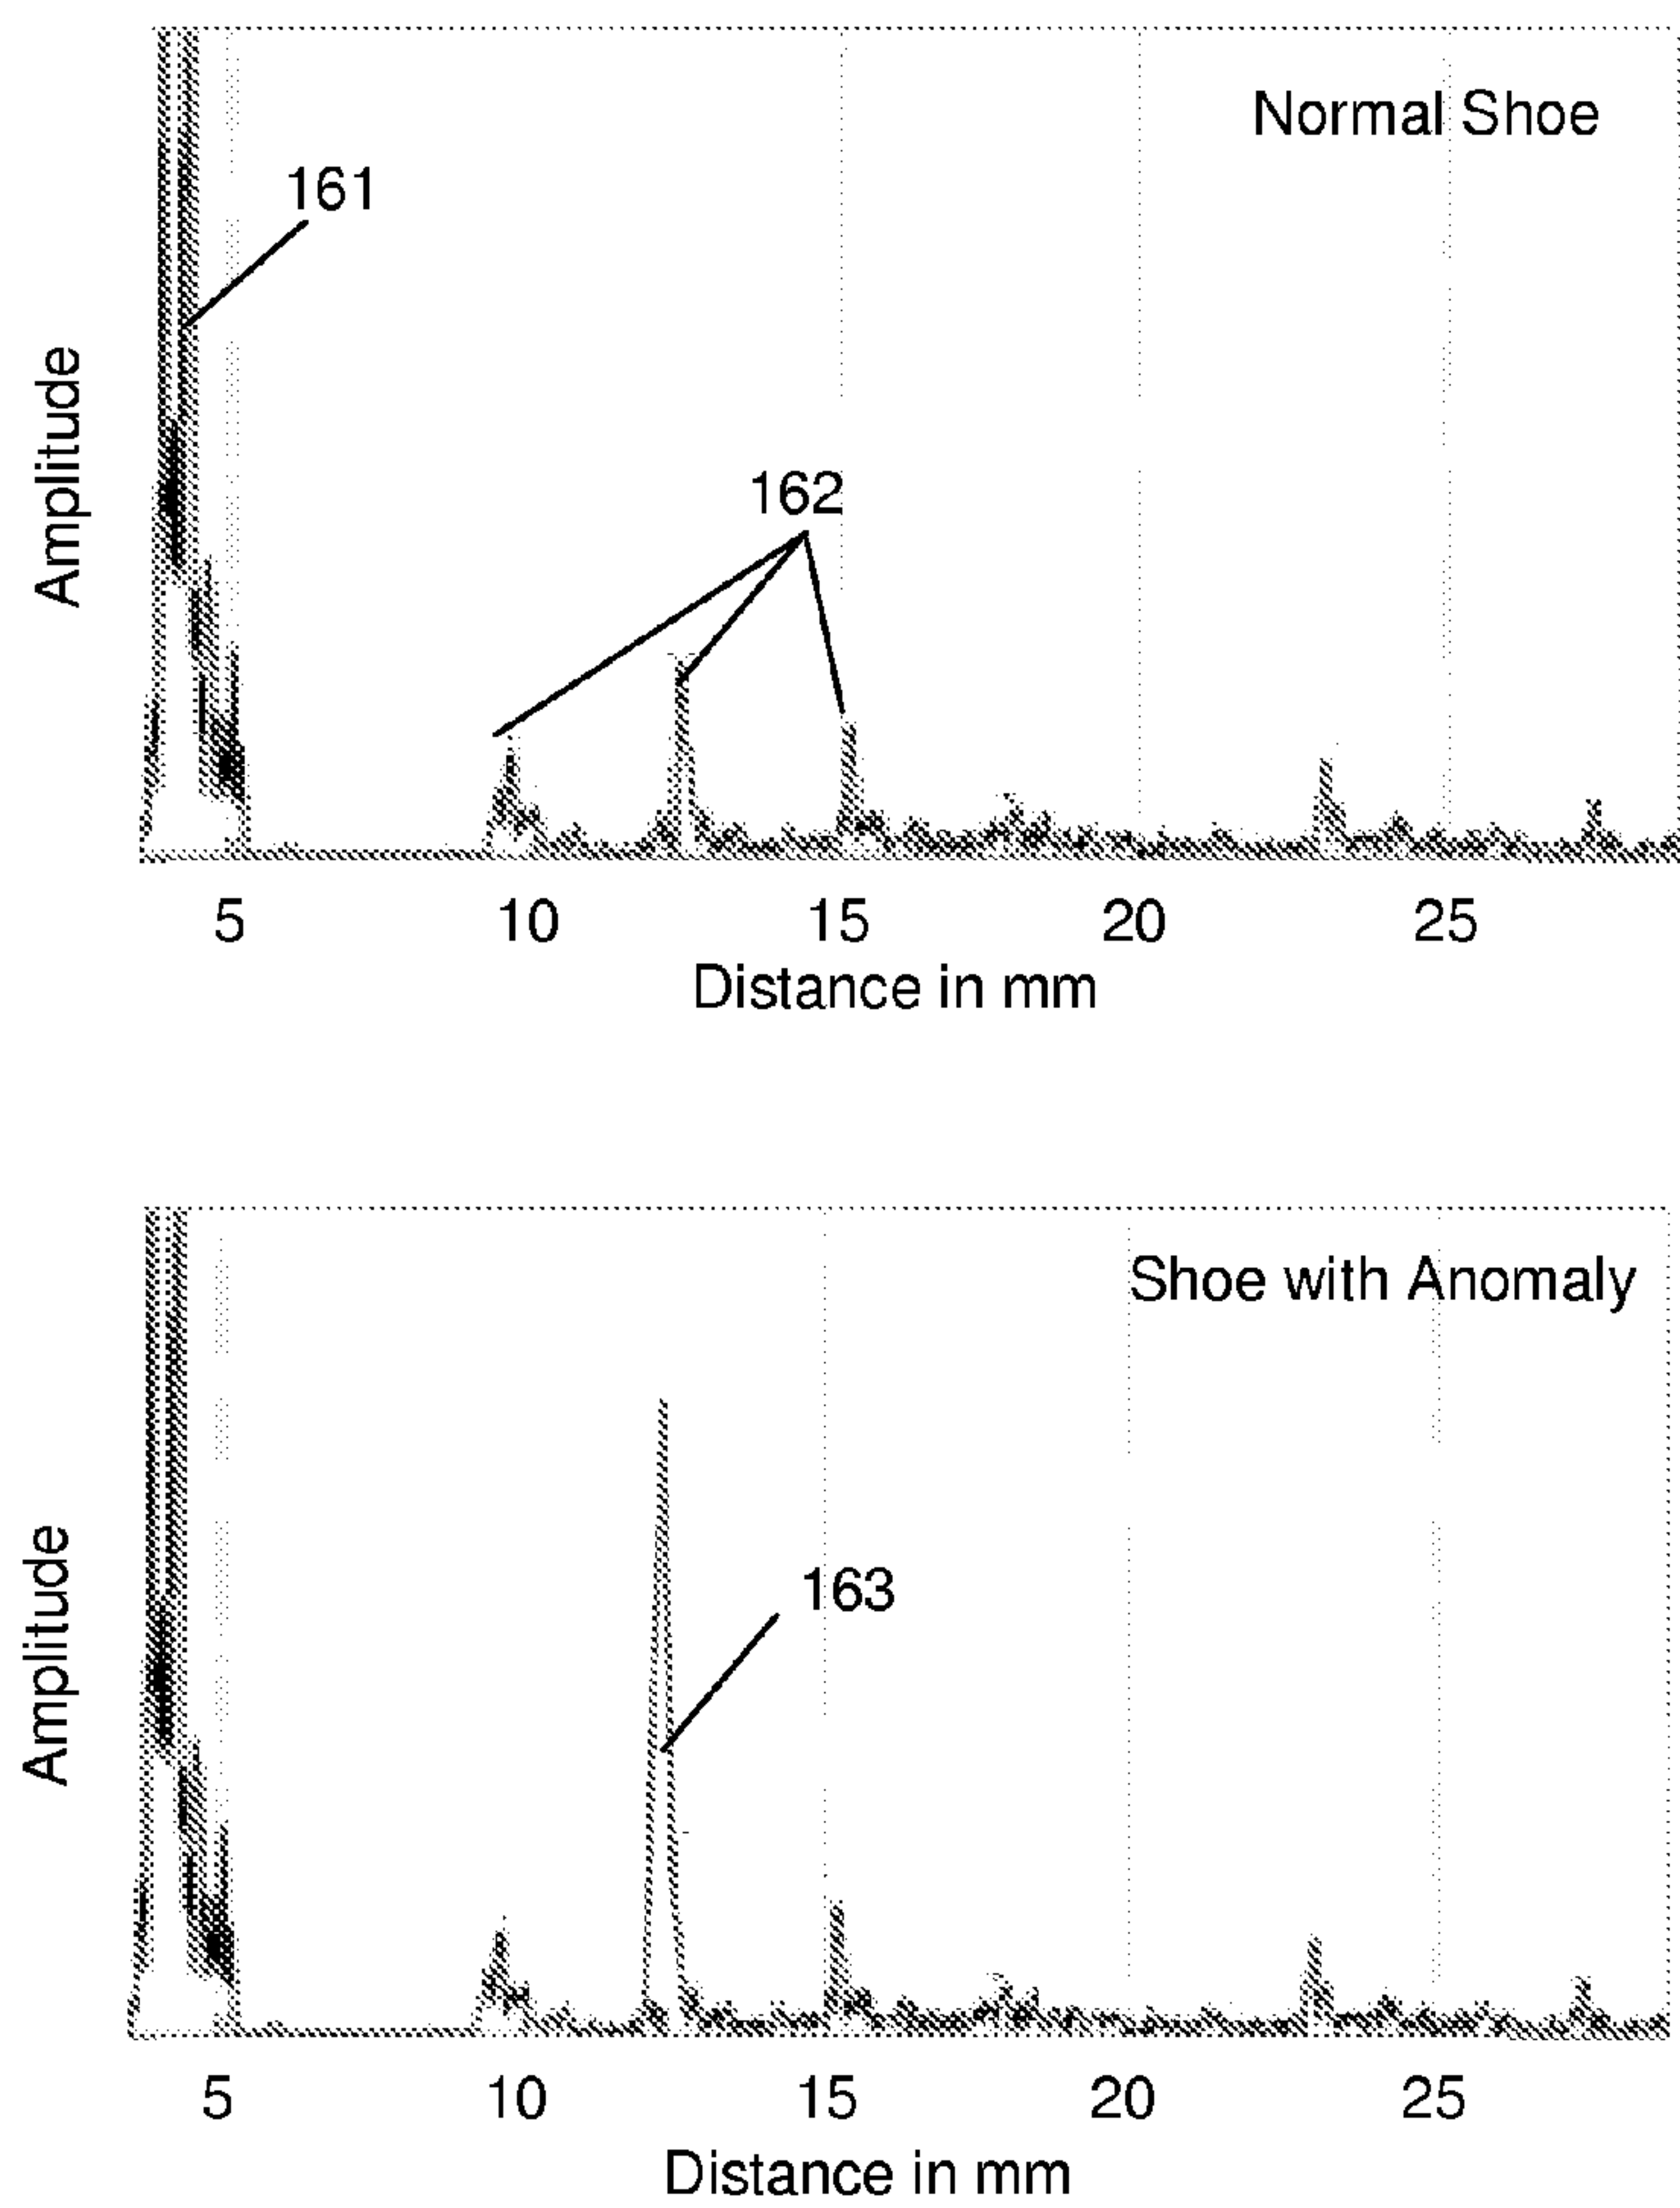 Normal Shoe
161
162
Amplitude
5 10 15 20 25
Distance in mm
Shoe with Anomaly
163
Amplitude
5 10 15 20 25
Distance in mm